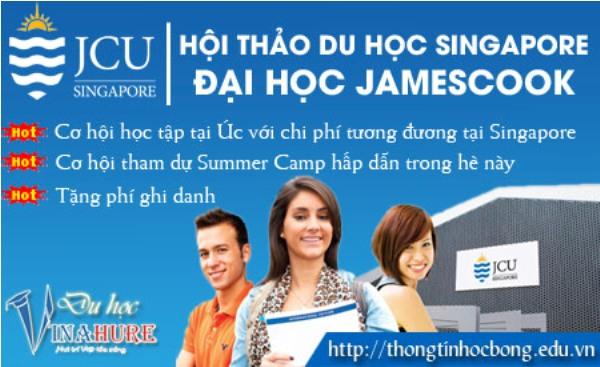 JCU
SINGAPORE
HỘI THẢO DU HỌC SINGAPORE
ĐẠI HỌC JAMESCOOK
Hot Cơ hội học tập tại Úc với chi phí tương đương tại Singapore
Hot Cơ hội tham dự Summer Camp hấp dẫn trong hè này
Hot Tặng phí ghi danh
JCU
SINGAPORE
Du học
VINAHURE
INTERNATIONAL
http://thongtinhocbong.edu.vn